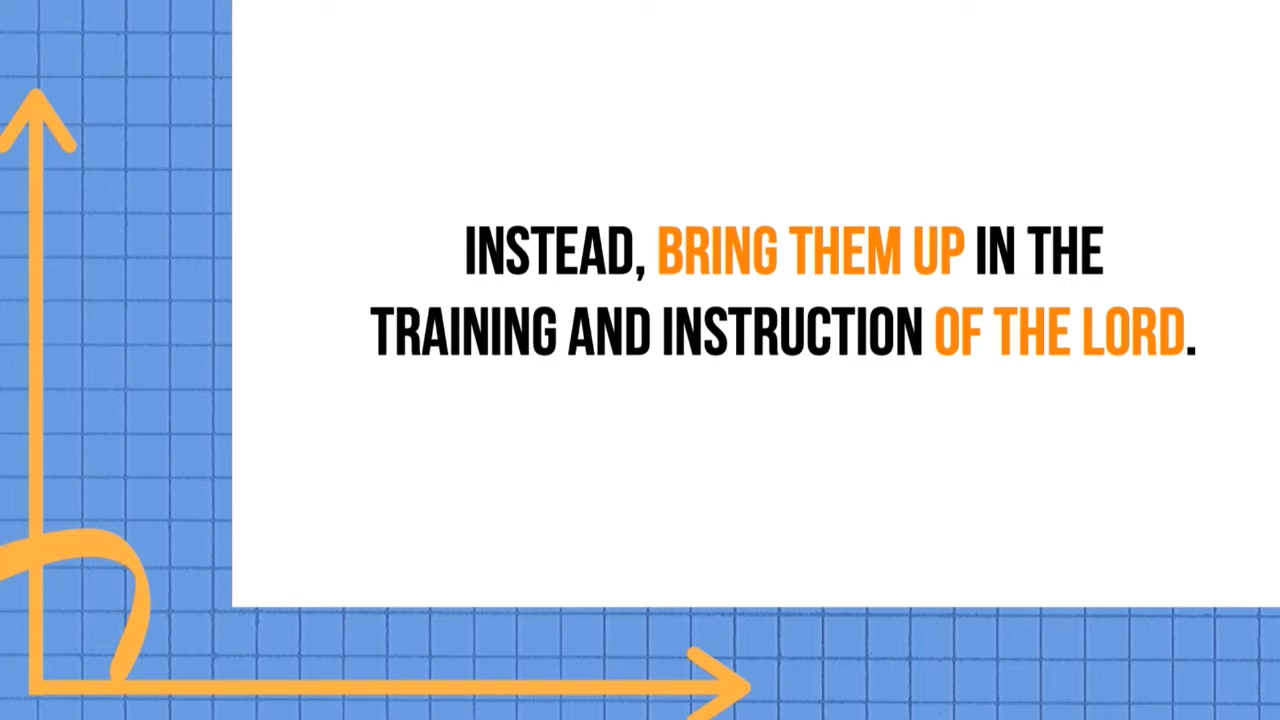 INSTEAD, BRING THEM UP IN THE
TRAINING AND INSTRUCTION OF THE LORD.